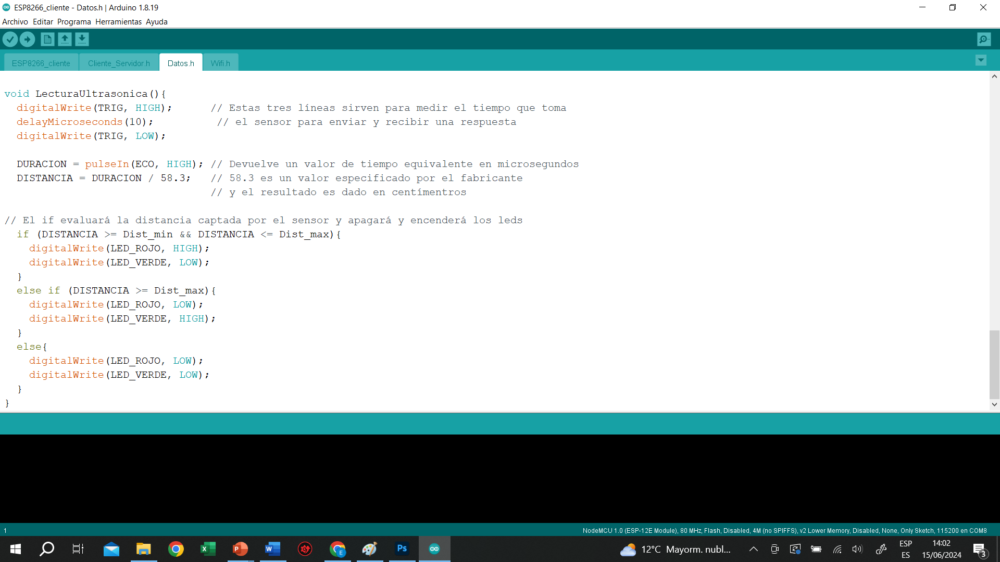 ESP8266_cliente - Datos.h | Arduino 1.8.19
Archivo Editar Programa Herramientas Ayuda
ESP8266_cliente Cliente_Servidor.h Datos.h Wifi.h
void LecturaUltrasonica(){
digitalWrite(TRIG, HIGH); // Estas tres líneas sirven para medir el tiempo que toma
delayMicroseconds(10); // el sensor para enviar y recibir una respuesta
digitalWrite(TRIG, LOW);
DURACION = pulseIn(ECO, HIGH); // Devuelve un valor de tiempo equivalente en microsegundos
DISTANCIA = DURACION / 58.3; // 58.3 es un valor especificado por el fabricante
// y el resultado es dado en centímentros
// El if evaluará la distancia captada por el sensor y apagará y encenderá los leds
if (DISTANCIA >= Dist_min && DISTANCIA <= Dist_max){
digitalWrite(LED_ROJO, HIGH);
digitalWrite(LED_VERDE, LOW);
}
else if (DISTANCIA >= Dist_max){
digitalWrite(LED_ROJO, LOW);
digitalWrite(LED_VERDE, HIGH);
}
else{
digitalWrite(LED_ROJO, LOW);
digitalWrite(LED_VERDE, LOW);
}
}
1 NodeMCU 1.0 (ESP-12E Module), 80 MHz, Flash, Disabled, 4M (no SPIFFS), v2 Lower Memory, Disabled, None, Only Sketch, 115200 en COM8
12°C Mayorm. nubl...
ESP
ES
14:02
15/06/2024
3